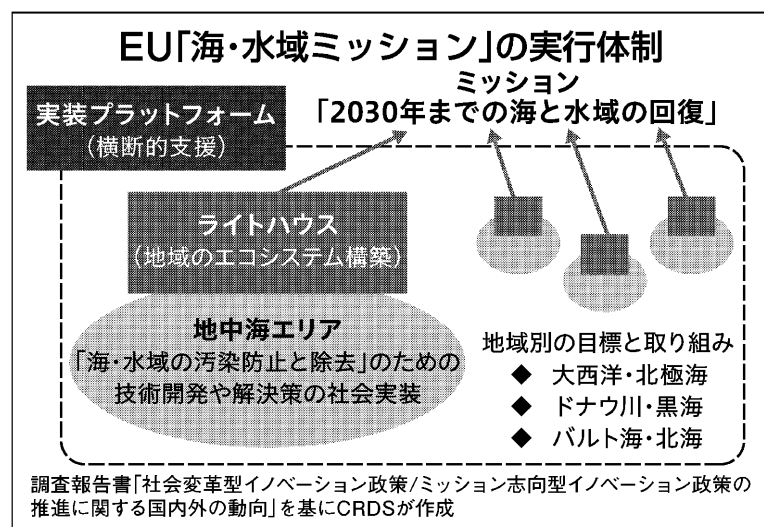 EU「海・水域ミッション」の実行体制
ミッション
「2030年までの海と水域の回復」
実装プラットフォーム
（横断的支援）
ライトハウス
（地域のエコシステム構築）
地中海エリア
「海・水域の汚染防止と除去」のための
技術開発や解決策の社会実装
地域別の目標と取り組み
◆ 大西洋・北極海
◆ ドナウ川・黒海
◆ バルト海・北海
調査報告書「社会変革型イノベーション政策/ミッション志向型イノベーション政策の
推進に関する国内外の動向」を基にCRDSが作成